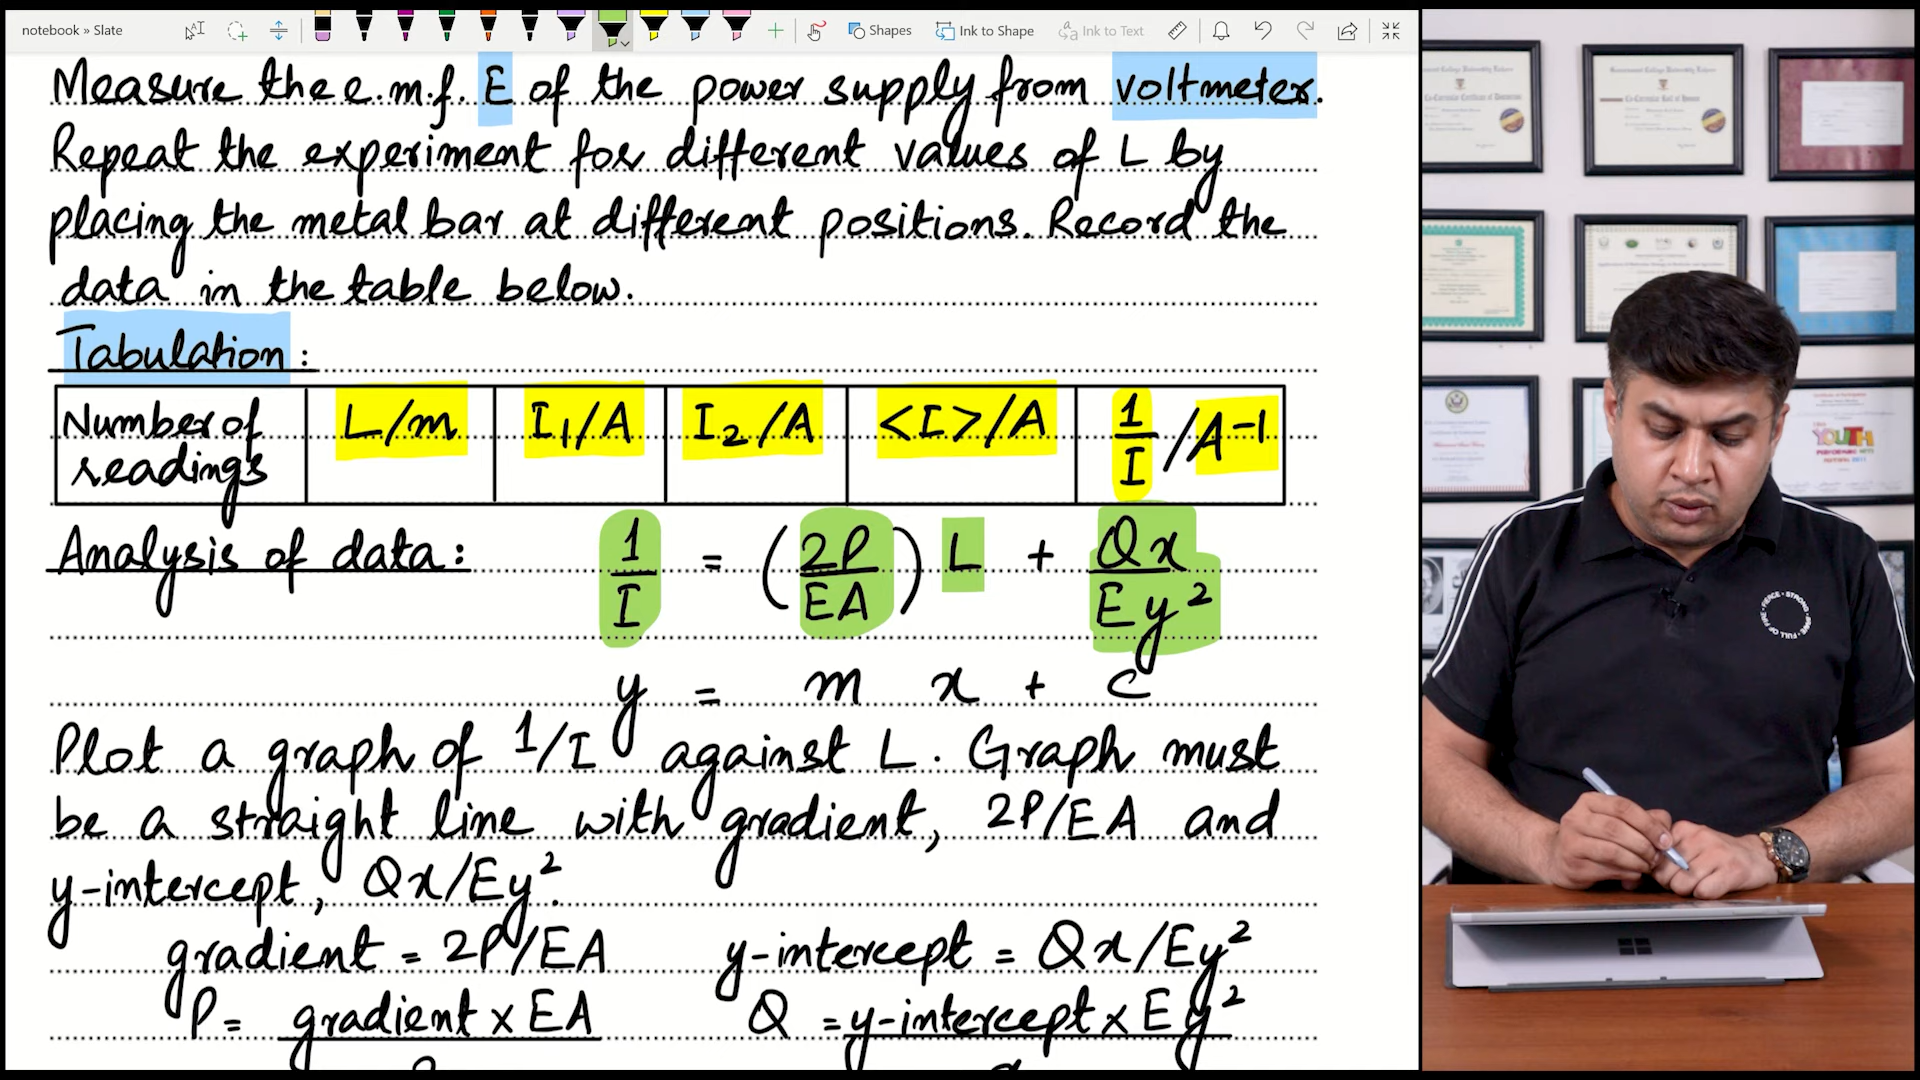 notebook » Slate
Shapes
Ink to Shape
Ink to Text
Measure the e.m.f. E of the power supply from voltmeter.
Repeat the experiment for different values of L by
placing the metal bar at different positions. Record the
data in the table below.
Tabulation:
Number of readings L/m I₁/A I₂/A <I>/A 1/I /A⁻¹
Analysis of data: 1/I = (2P/EA) L + Qx/Ey²
y = m x + c
Plot a graph of 1/I against L. Graph must
be a straight line with gradient, 2P/EA and
y-intercept, Qx/Ey².
gradient = 2P/EA y-intercept = Qx/Ey²
P = gradient x EA Q = y-intercept x Ey²
YOUTH